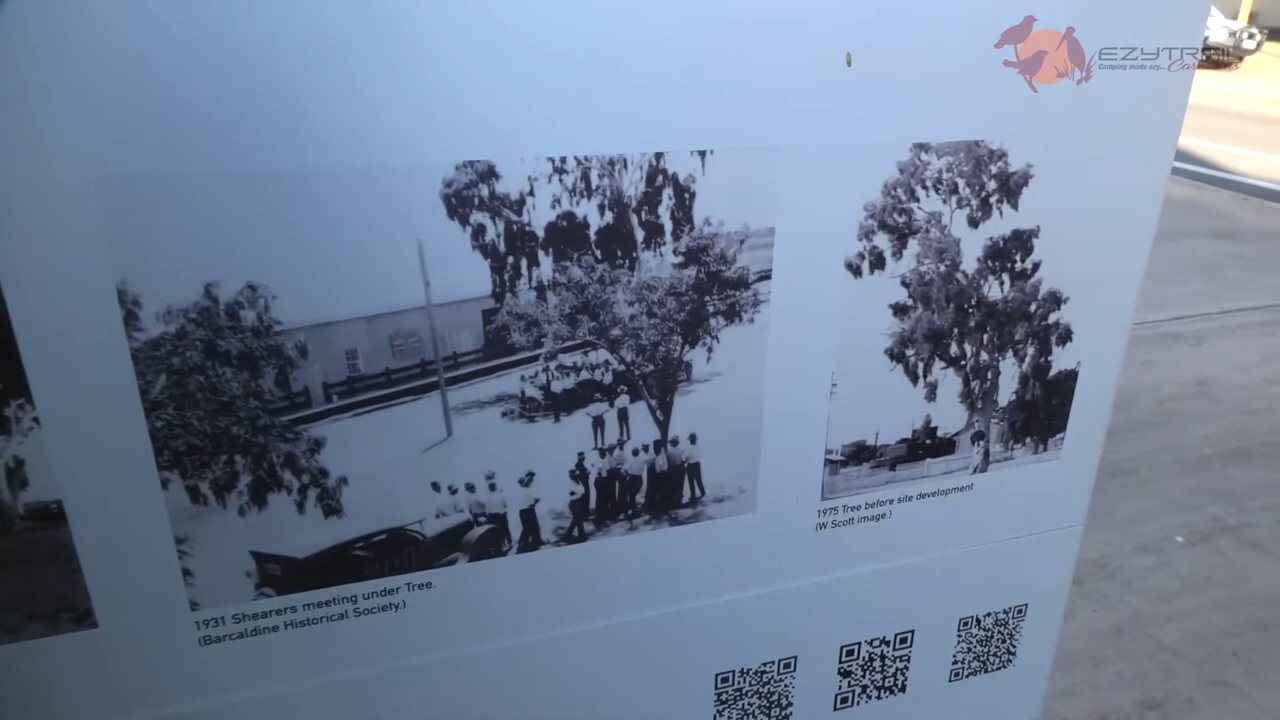 EZYTRAIL
Camping made ezy...
1975 Tree before site development
(W Scott image.)
1931 Shearers meeting under Tree.
(Barcaldine Historical Society.)